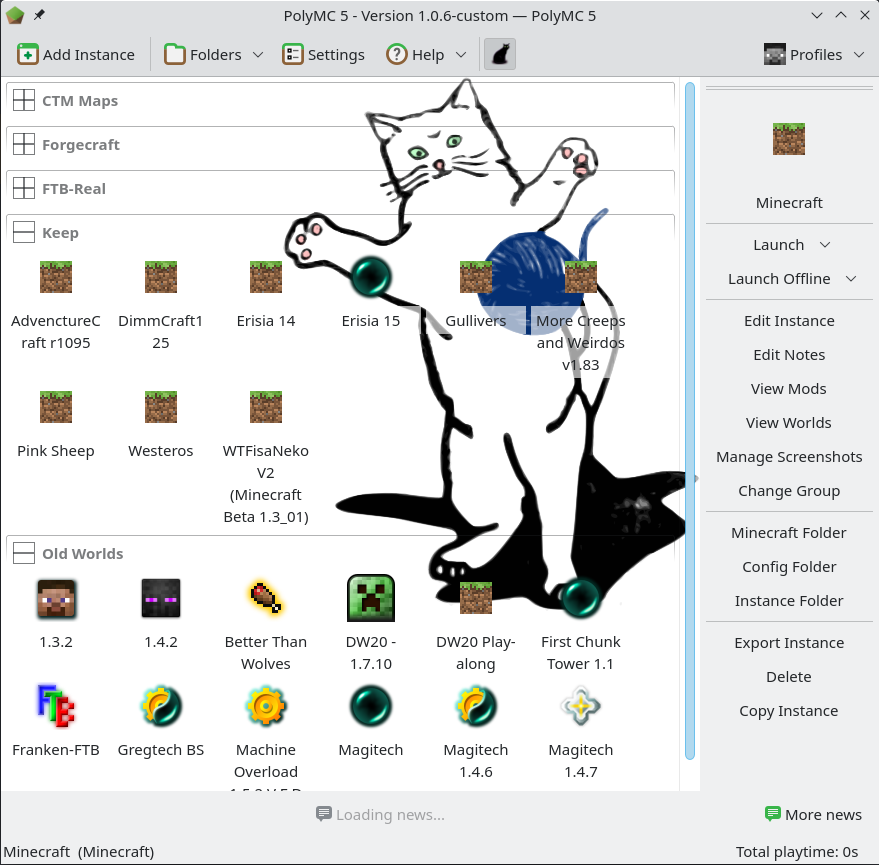 PolyMC 5 - Version 1.0.6-custom — PolyMC 5
Add Instance Folders Settings Help Profiles
CTM Maps
Forgecraft
FTB-Real
Keep
AdvenctureC
raft r1095
DimmCraft1
25
Erisia 14
Erisia 15
Gullivers
More Creeps
and Weirdos
v1.83
Pink Sheep
Westeros
WTFisaNeko
V2
(Minecraft
Beta 1.3_01)
Old Worlds
1.3.2
1.4.2
Better Than
Wolves
DW20 -
1.7.10
DW20 Play-
along
First Chunk
Tower 1.1
FTB
Franken-FTB
Gregtech BS
Machine
Overload
Magitech
Magitech
1.4.6
Magitech
1.4.7
Minecraft
Launch
Launch Offline
Edit Instance
Edit Notes
View Mods
View Worlds
Manage Screenshots
Change Group
Minecraft Folder
Config Folder
Instance Folder
Export Instance
Delete
Copy Instance
Loading news...
More news
Minecraft (Minecraft)
Total playtime: 0s